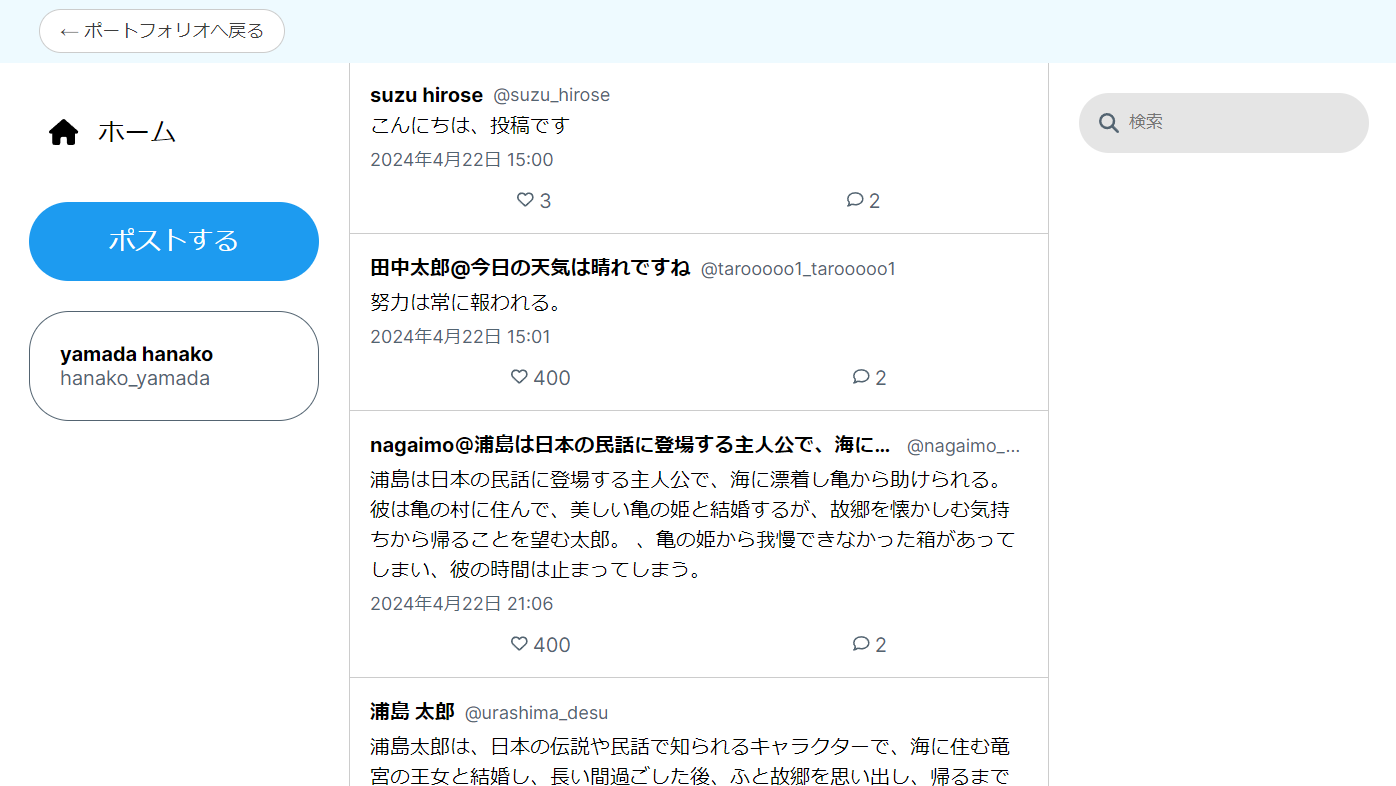 ← ポートフォリオへ戻る
ホーム
ポストする
yamada hanako
hanako_yamada
suzu hirose @suzu_hirose
こんにちは、投稿です
2024年4月22日 15:00
3 2
田中太郎@今日の天気は晴れですね @tarooooo1_tarooooo1
努力は常に報われる。
2024年4月22日 15:01
400 2
nagaimo@浦島は日本の民話に登場する主人公で、海に... @nagaimo_...
浦島は日本の民話に登場する主人公で、海に漂着し亀から助けられる。
彼は亀の村に住んで、美しい亀の姫と結婚するが、故郷を懐かしむ気持
ちから帰ることを望む太郎。 、亀の姫から我慢できなかった箱があって
しまい、彼の時間は止まってしまう。
2024年4月22日 21:06
400 2
浦島 太郎 @urashima_desu
浦島太郎は、日本の伝説や民話で知られるキャラクターで、海に住む竜
宮の王女と結婚し、長い間過ごした後、ふと故郷を思い出し、帰るまで
検索